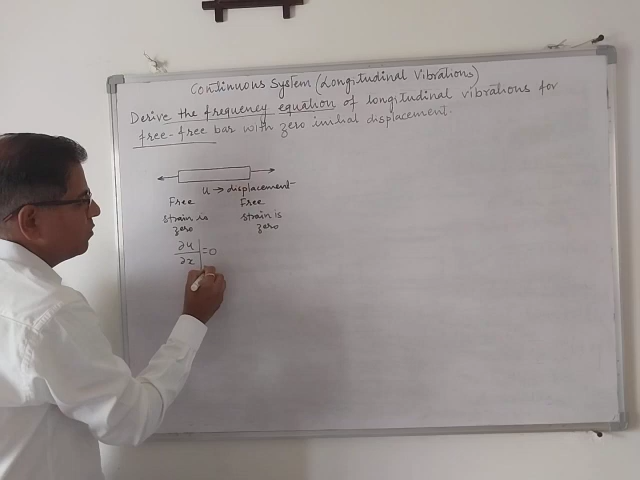 Continuous System (Longitudinal Vibrations)
Derive the frequency equation of longitudinal vibrations for
free-free bar with zero initial displacement.
u → displacement
Free Free
strain is strain is
zero zero
∂u/∂x | = 0